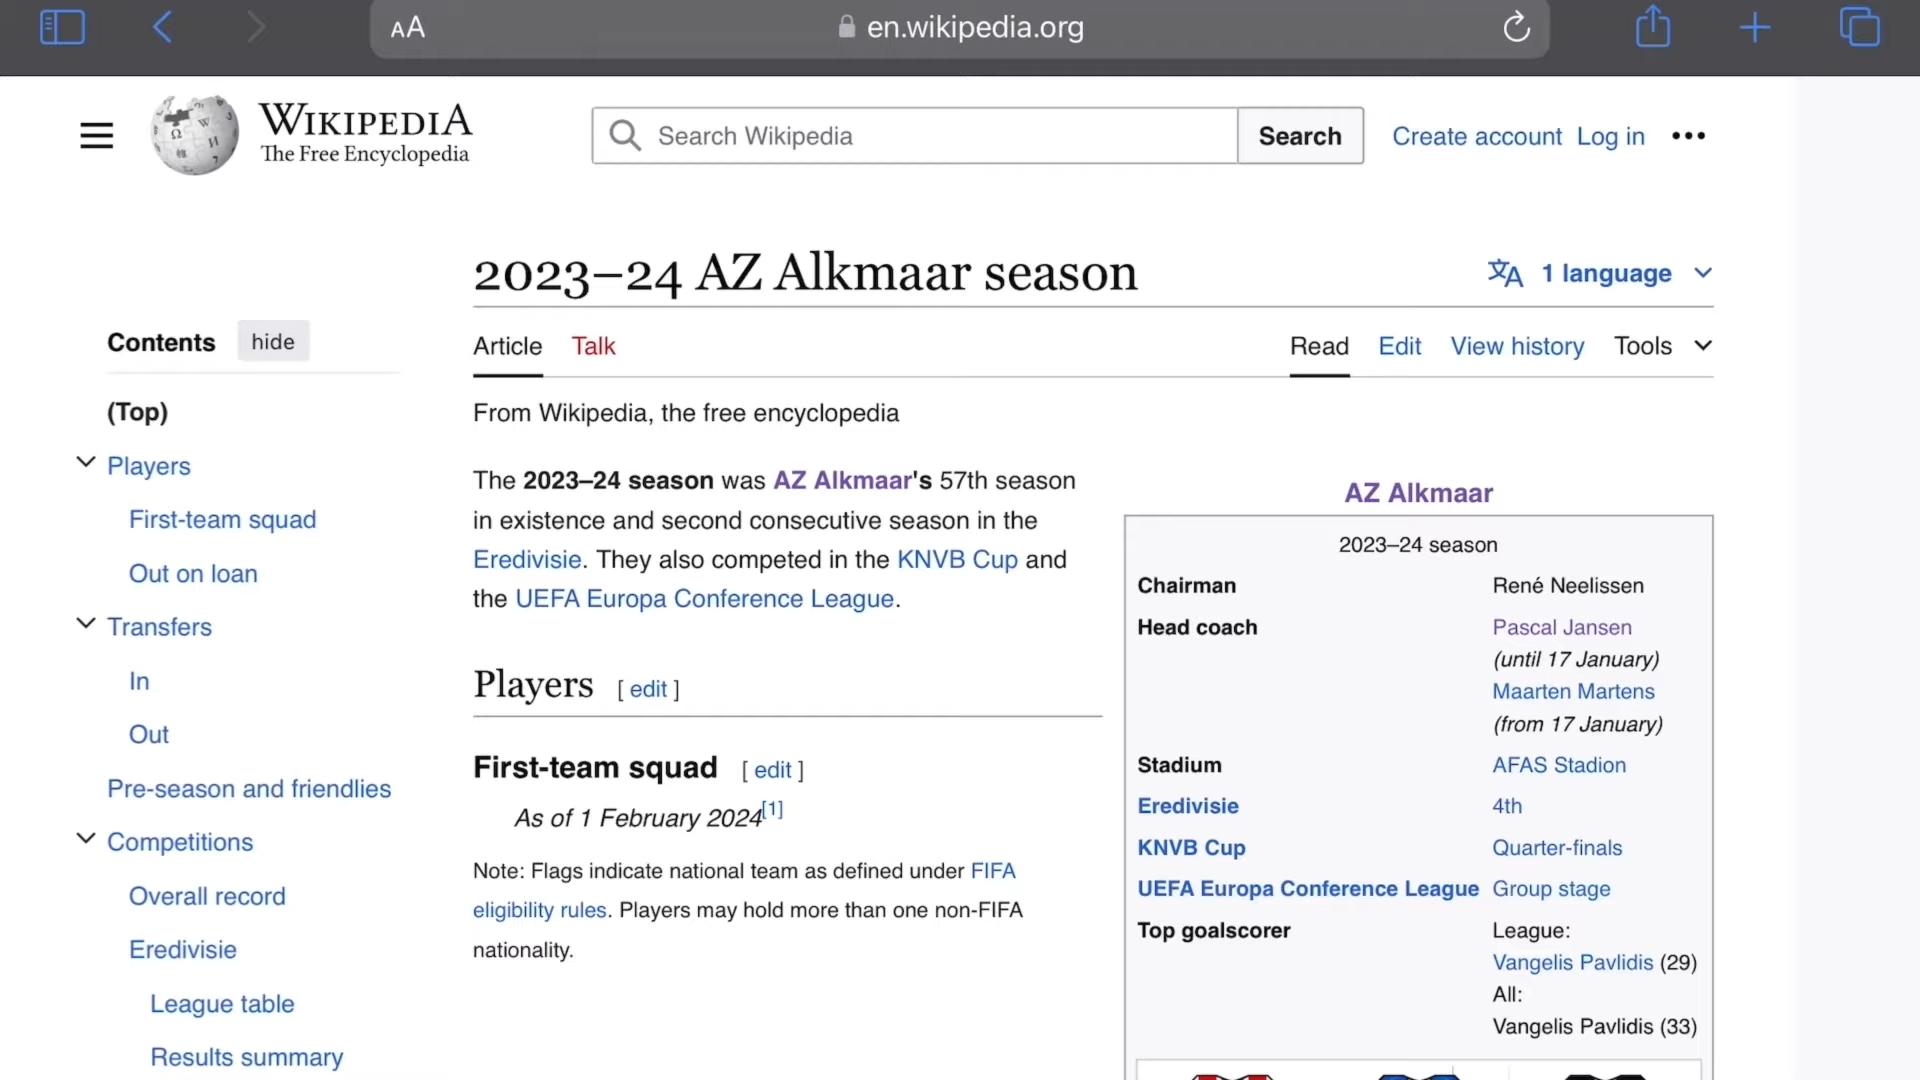 AA
en.wikipedia.org
WIKIPEDIA
The Free Encyclopedia
Search Wikipedia
Search
Create account Log in
2023–24 AZ Alkmaar season
1 language
Contents hide
Article Talk
Read Edit View history Tools
(Top)
Players
First-team squad
Out on loan
Transfers
In
Out
Pre-season and friendlies
Competitions
Overall record
Eredivisie
League table
Results summary
From Wikipedia, the free encyclopedia
The 2023–24 season was AZ Alkmaar's 57th season
in existence and second consecutive season in the
Eredivisie. They also competed in the KNVB Cup and
the UEFA Europa Conference League.
Players [ edit ]
First-team squad [ edit ]
As of 1 February 2024[1]
Note: Flags indicate national team as defined under FIFA
eligibility rules. Players may hold more than one non-FIFA
nationality.
AZ Alkmaar
2023–24 season
Chairman René Neelissen
Head coach Pascal Jansen
(until 17 January)
Maarten Martens
(from 17 January)
Stadium AFAS Stadion
Eredivisie 4th
KNVB Cup Quarter-finals
UEFA Europa Conference League Group stage
Top goalscorer League:
Vangelis Pavlidis (29)
All:
Vangelis Pavlidis (33)